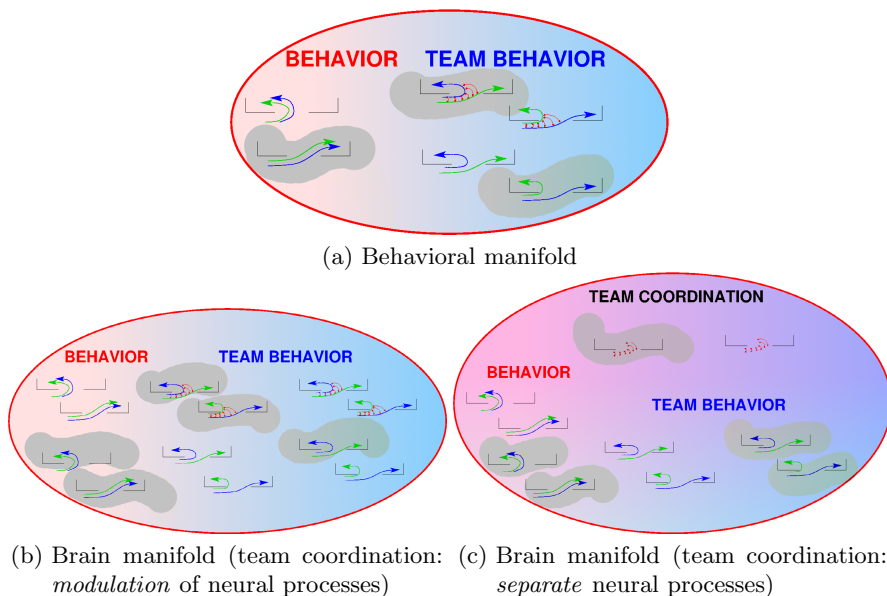 BEHAVIOR TEAM BEHAVIOR
(a) Behavioral manifold
BEHAVIOR TEAM BEHAVIOR
TEAM COORDINATION
BEHAVIOR
TEAM BEHAVIOR
(b) Brain manifold (team coordination:
modulation of neural processes)
(c) Brain manifold (team coordination:
separate neural processes)